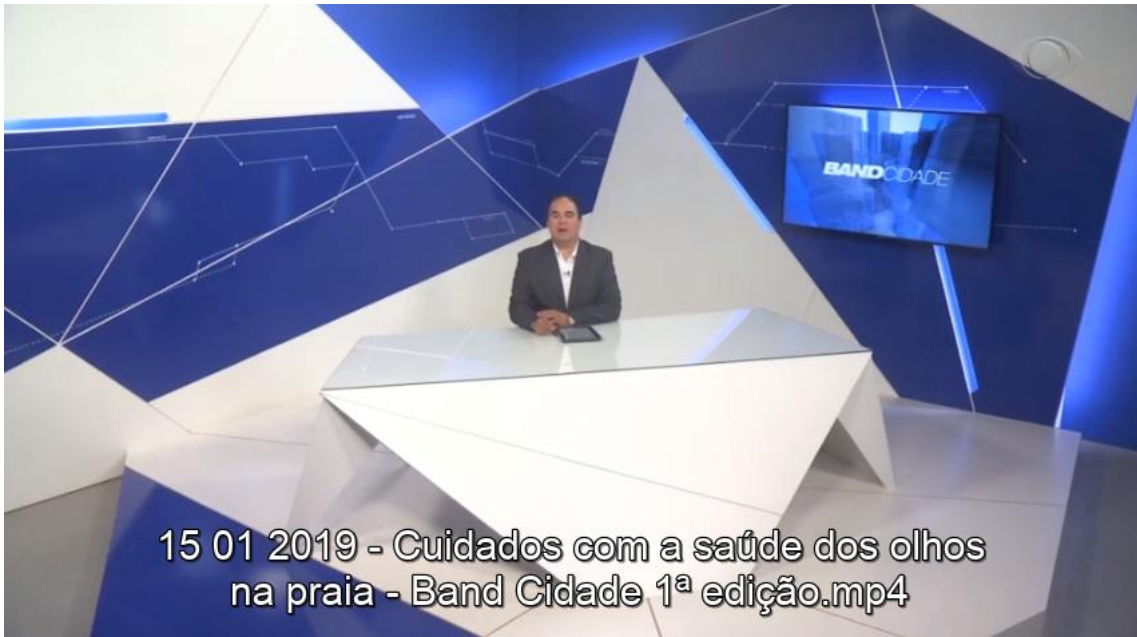 BANDCIDADE
15 01 2019 - Cuidados com a saúde dos olhos
na praia - Band Cidade 1ª edição.mp4